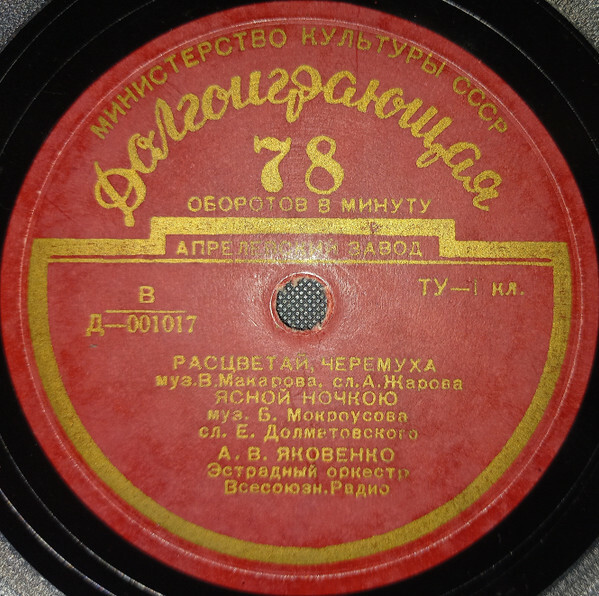 МИНИСТЕРСТВО КУЛЬТУРЫ СССР
Долгоиграющая
78
ОБОРОТОВ В МИНУТУ
АПРЕЛЕВСКИЙ ЗАВОД
В
Д—001017
ТУ—1 кл.
РАСЦВЕТАЙ, ЧЕРЕМУХА
муз. В. Макарова, сл. А. Жарова
ЯСНОЙ НОЧКОЮ
муз. Б. Мокроусова
сл. Е. Долматовского
А. В. ЯКОВЕНКО
Эстрадный оркестр
Всесоюзн. Радио